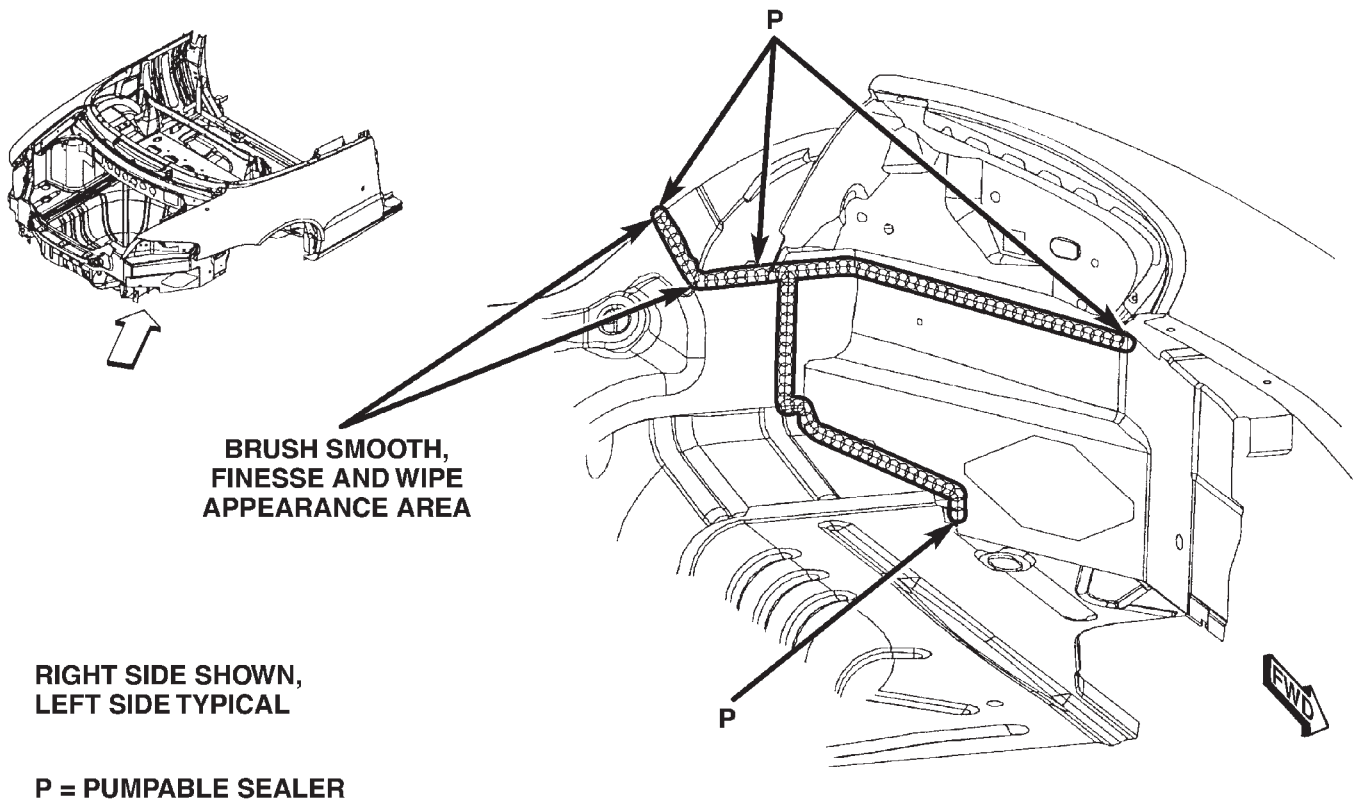 P
BRUSH SMOOTH,
FINESSE AND WIPE
APPEARANCE AREA
P
RIGHT SIDE SHOWN,
LEFT SIDE TYPICAL
FWD
P = PUMPABLE SEALER